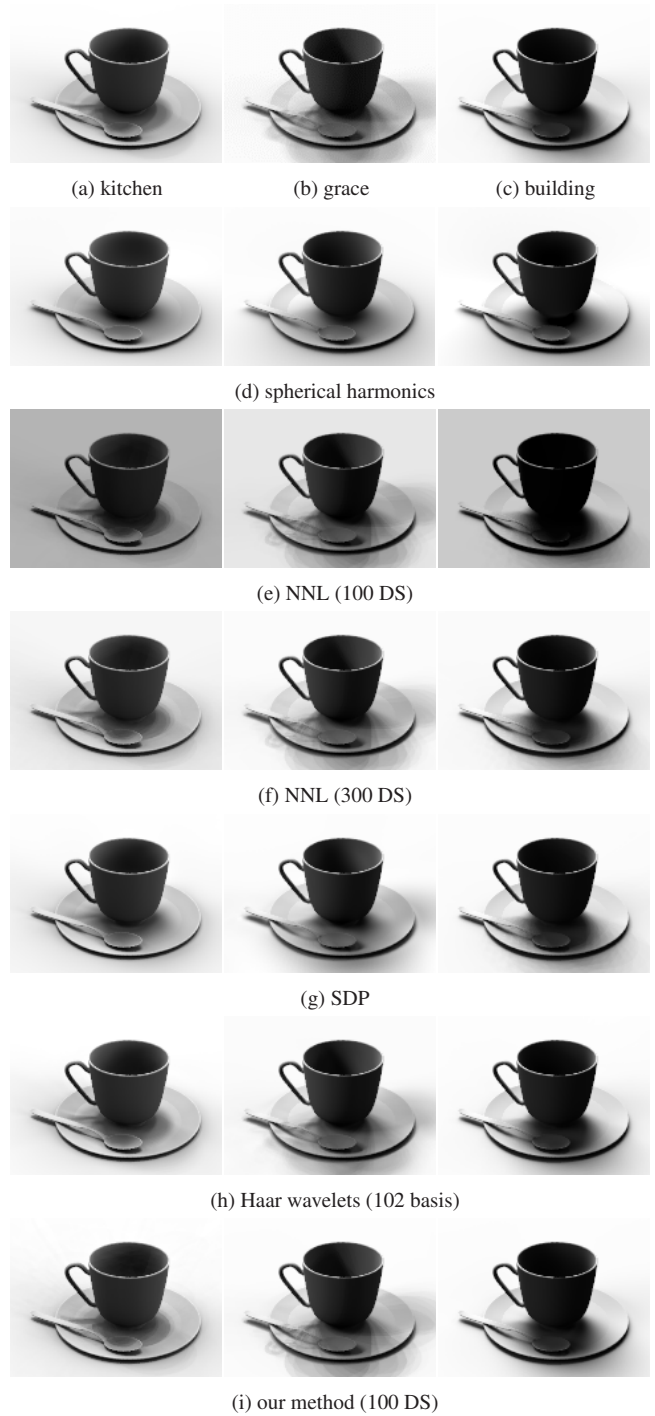 (a) kitchen
(b) grace
(c) building
(d) spherical harmonics
(e) NNL (100 DS)
(f) NNL (300 DS)
(g) SDP
(h) Haar wavelets (102 basis)
(i) our method (100 DS)